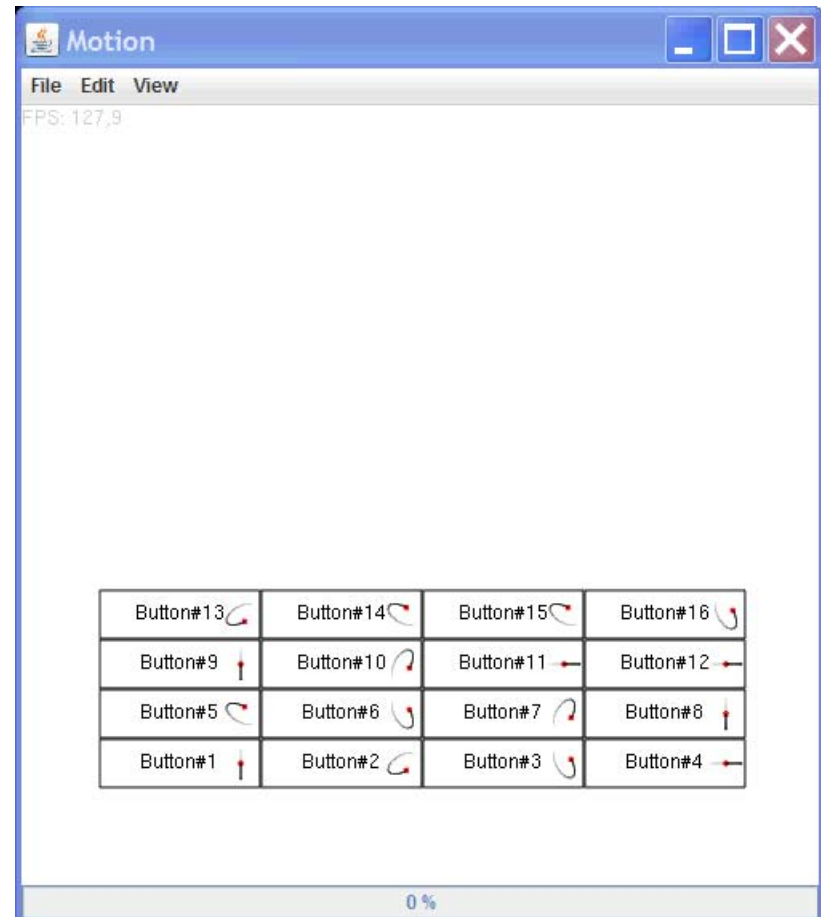 Motion
File Edit View
FPS: 127,9
Button#13 Button#14 Button#15 Button#16
Button#9 Button#10 Button#11 Button#12
Button#5 Button#6 Button#7 Button#8
Button#1 Button#2 Button#3 Button#4
0 %